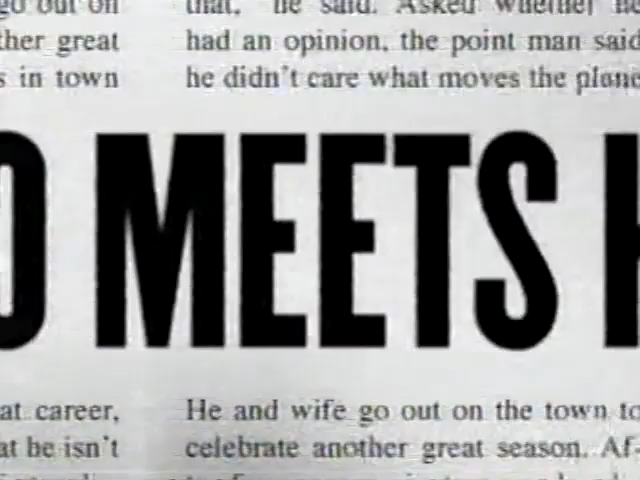 go out on
ther great
s in town
that," he said. Asked whether he
had an opinion, the point man said
he didn't care what moves the plane
O MEETS
at career,
at he isn't
He and wife go out on the town to
celebrate another great season. Af-